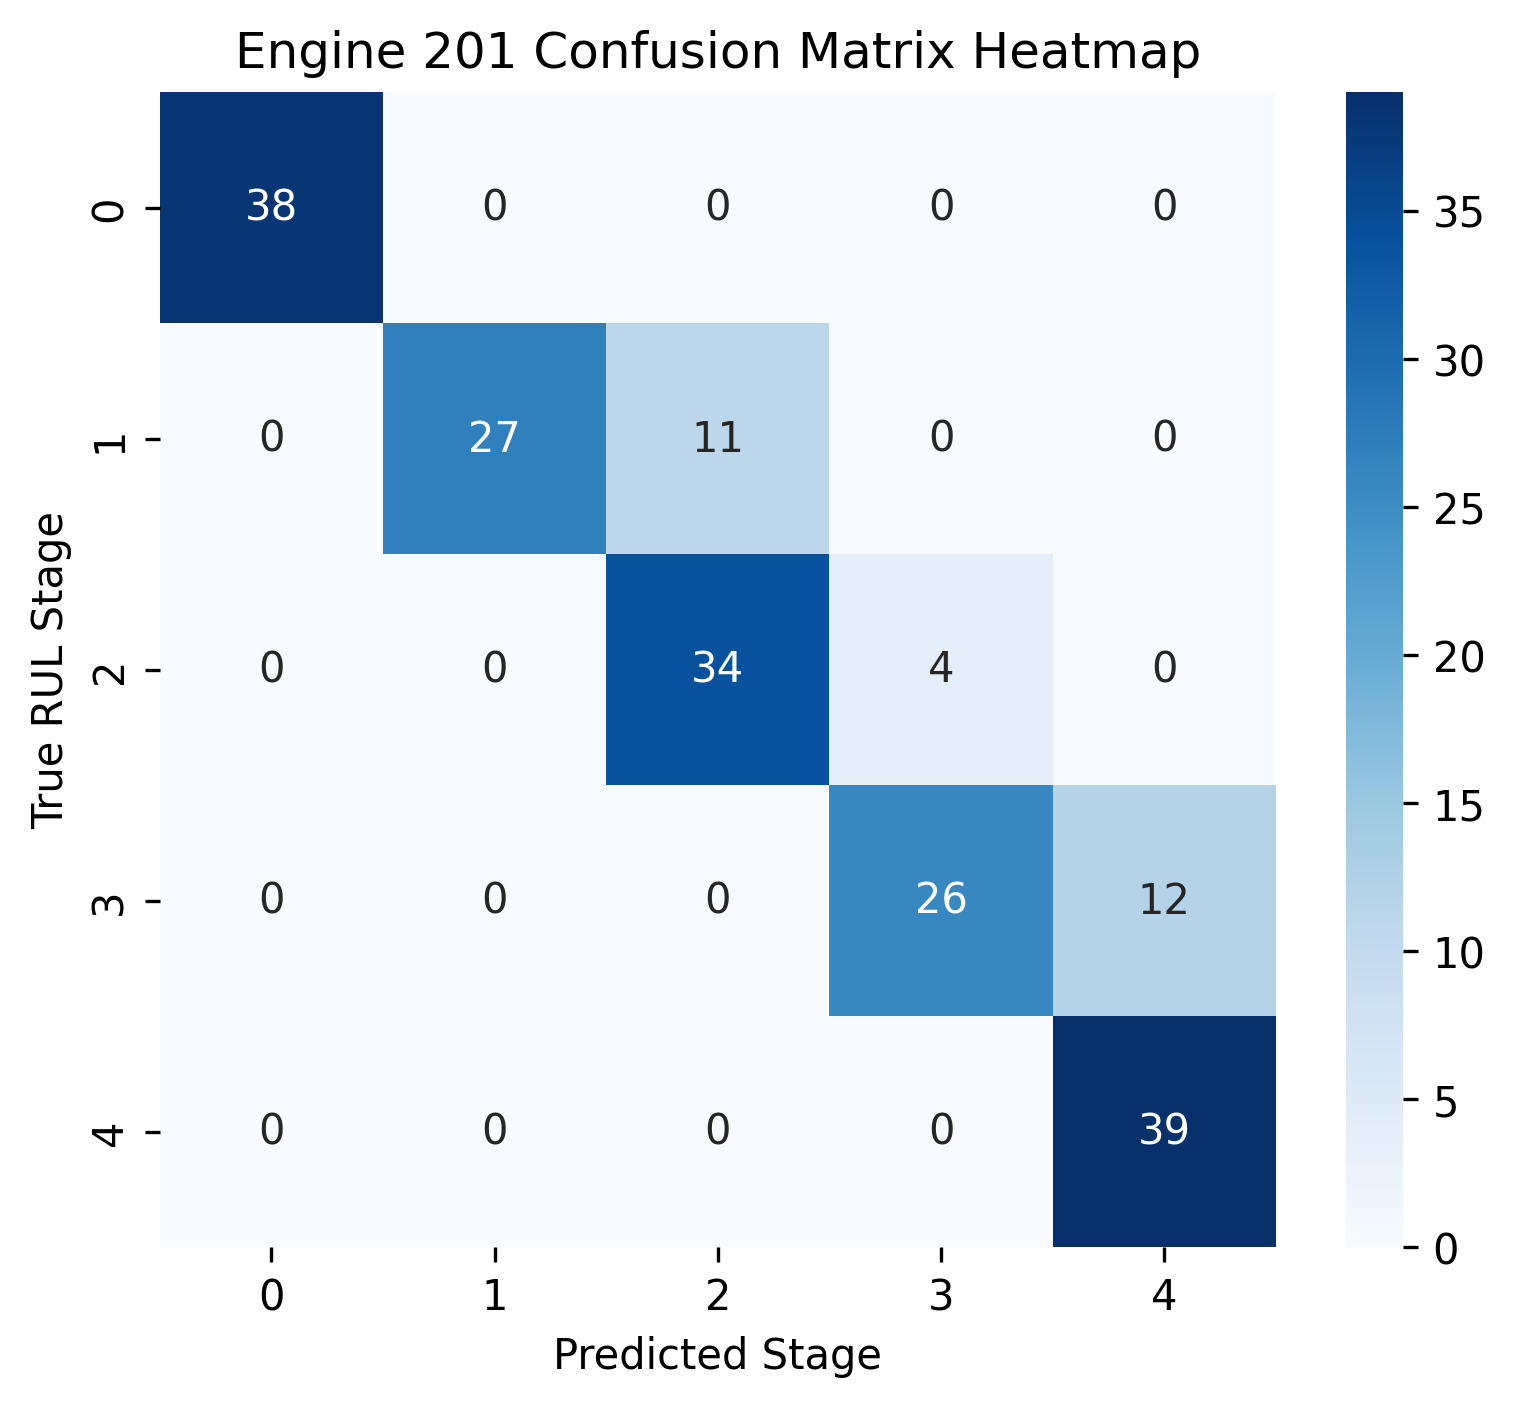 Engine 201 Confusion Matrix Heatmap
True RUL Stage
0 38 0 0 0 0
1 0 27 11 0 0
2 0 0 34 4 0
3 0 0 0 26 12
4 0 0 0 0 39
0 1 2 3 4
Predicted Stage
35
30
25
20
15
10
5
0